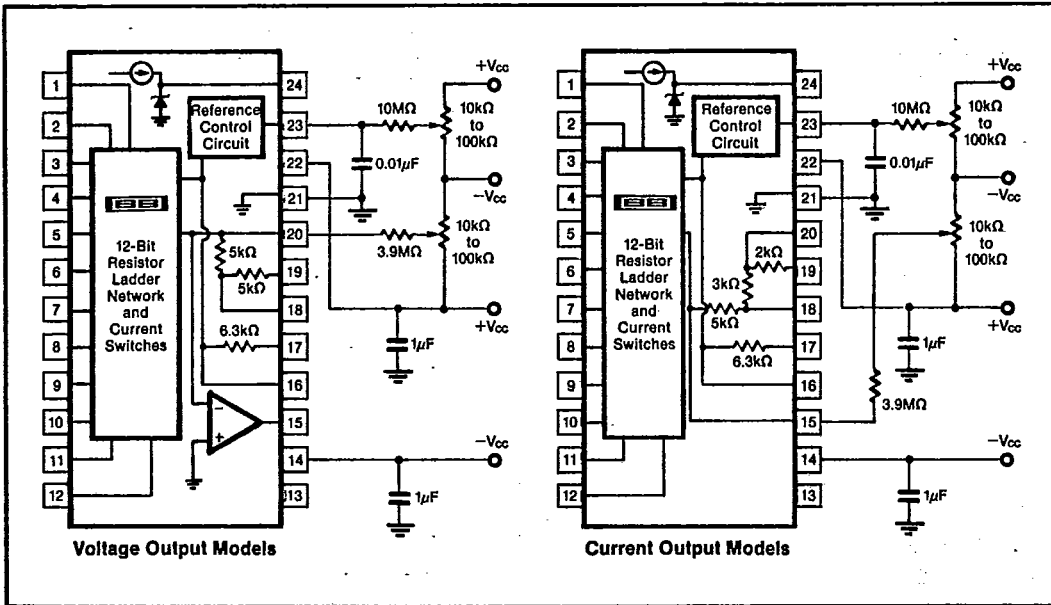 1
2
3
4
5
6
7
8
9
10
11
12
24
23
22
21
20
19
18
17
16
15
14
13
Reference
Control
Circuit
12-Bit
Resistor
Ladder
Network
and
Current
Switches
5kΩ
5kΩ
6.3kΩ
−
+
10MΩ
0.01µF
3.9MΩ
1µF
1µF
+VCC
10kΩ
to
100kΩ
−VCC
10kΩ
to
100kΩ
+VCC
−VCC
Voltage Output Models
1
2
3
4
5
6
7
8
9
10
11
12
24
23
22
21
20
19
18
17
16
15
14
13
Reference
Control
Circuit
12-Bit
Resistor
Ladder
Network
and
Current
Switches
2kΩ
3kΩ
5kΩ
6.3kΩ
10MΩ
0.01µF
1µF
3.9MΩ
1µF
+VCC
10kΩ
to
100kΩ
−VCC
10kΩ
to
100kΩ
+VCC
−VCC
Current Output Models